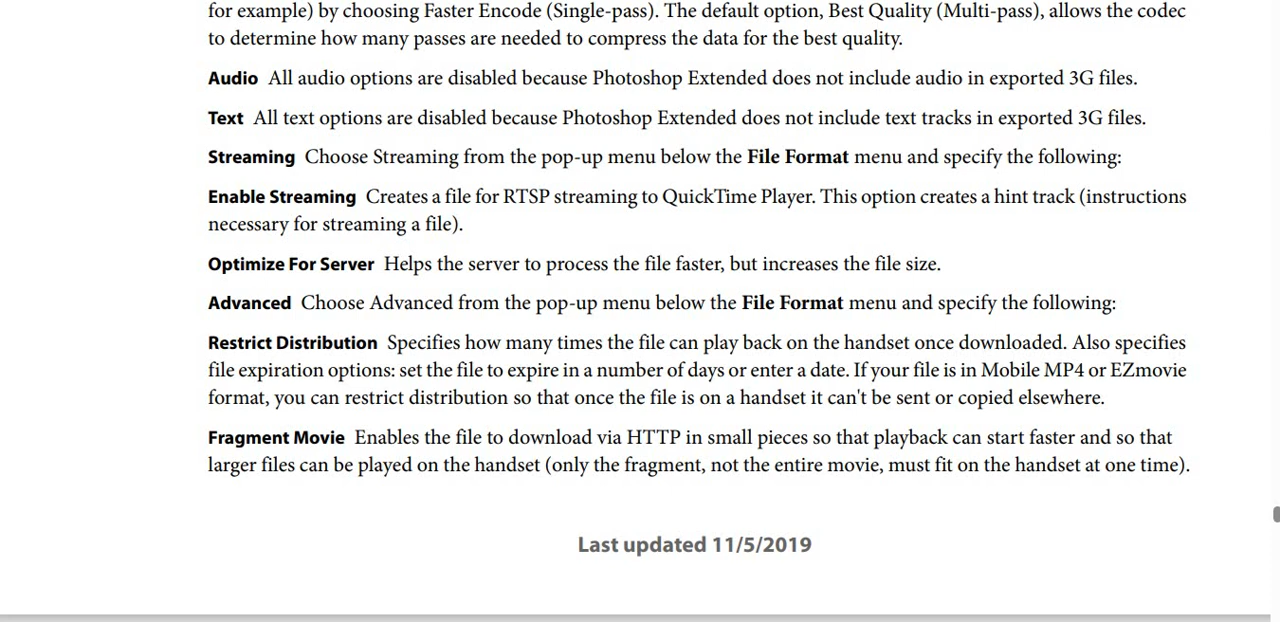 for example) by choosing Faster Encode (Single-pass). The default option, Best Quality (Multi-pass), allows the codec
to determine how many passes are needed to compress the data for the best quality.
Audio All audio options are disabled because Photoshop Extended does not include audio in exported 3G files.
Text All text options are disabled because Photoshop Extended does not include text tracks in exported 3G files.
Streaming Choose Streaming from the pop-up menu below the File Format menu and specify the following:
Enable Streaming Creates a file for RTSP streaming to QuickTime Player. This option creates a hint track (instructions
necessary for streaming a file).
Optimize For Server Helps the server to process the file faster, but increases the file size.
Advanced Choose Advanced from the pop-up menu below the File Format menu and specify the following:
Restrict Distribution Specifies how many times the file can play back on the handset once downloaded. Also specifies
file expiration options: set the file to expire in a number of days or enter a date. If your file is in Mobile MP4 or EZmovie
format, you can restrict distribution so that once the file is on a handset it can't be sent or copied elsewhere.
Fragment Movie Enables the file to download via HTTP in small pieces so that playback can start faster and so that
larger files can be played on the handset (only the fragment, not the entire movie, must fit on the handset at one time).
Last updated 11/5/2019